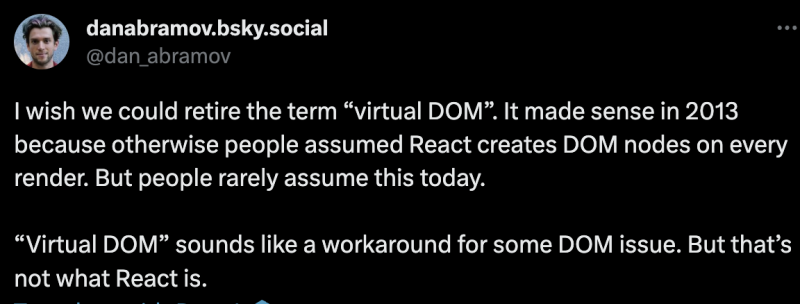 danabramov.bsky.social
@dan_abramov
I wish we could retire the term “virtual DOM”. It made sense in 2013
because otherwise people assumed React creates DOM nodes on every
render. But people rarely assume this today.
“Virtual DOM” sounds like a workaround for some DOM issue. But that’s
not what React is.